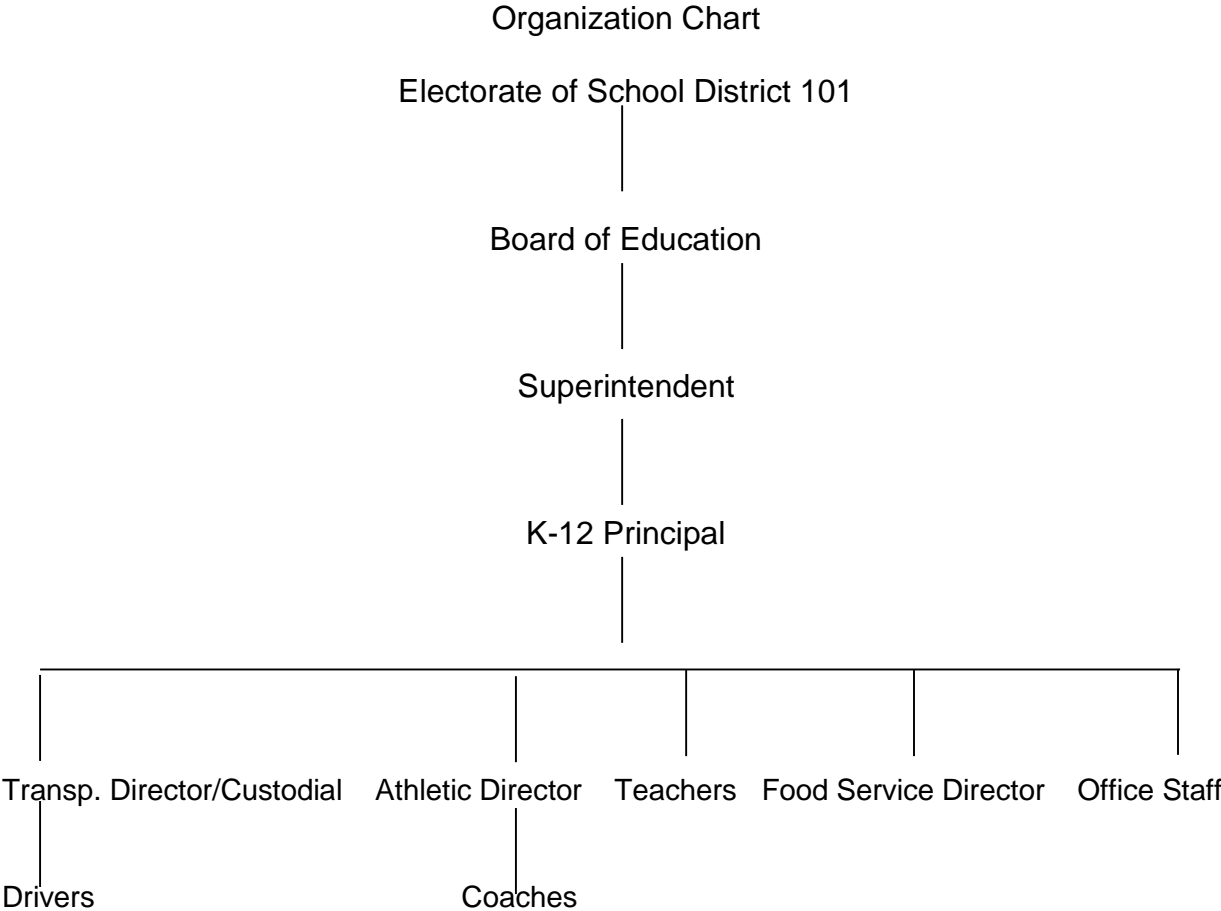 Organization Chart
Electorate of School District 101
Board of Education
Superintendent
K-12 Principal
Transp. Director/Custodial Athletic Director Teachers Food Service Director Office Staff
Drivers Coaches